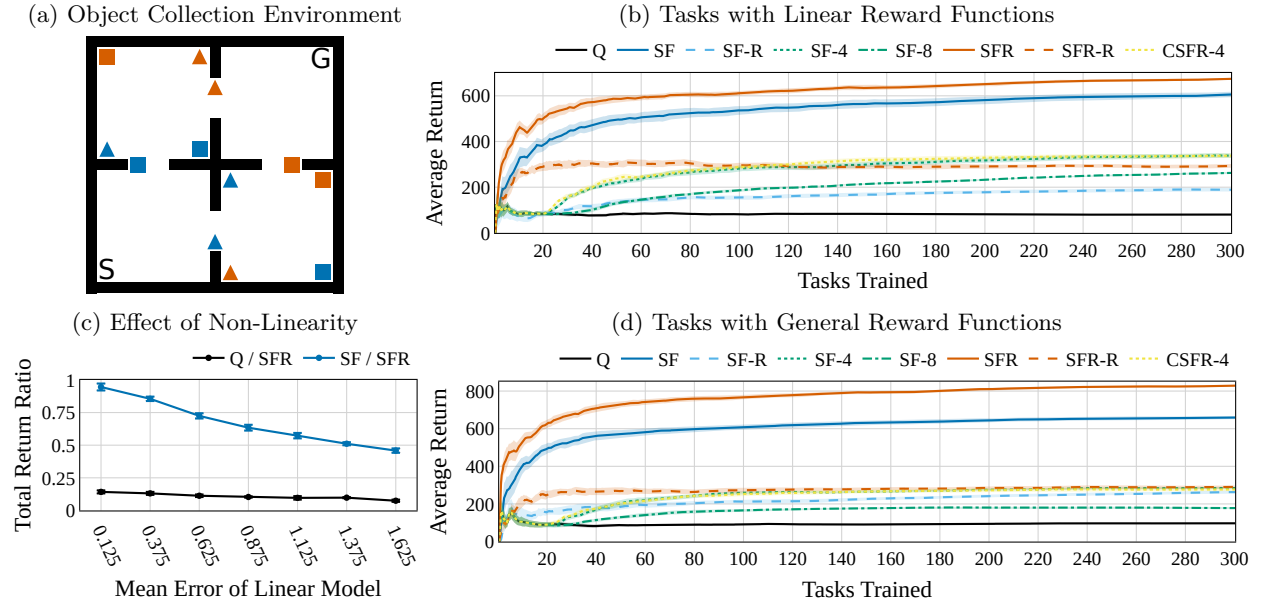 (a) Object Collection Environment
G
S
(b) Tasks with Linear Reward Functions
Q SF SF-R SF-4 SF-8 SFR SFR-R CSFR-4
Average Return
600
400
200
0
20 40 60 80 100 120 140 160 180 200 220 240 260 280 300
Tasks Trained
(c) Effect of Non-Linearity
Q / SFR SF / SFR
Total Return Ratio
1
0.75
0.5
0.25
0
0.125 0.375 0.625 0.875 1.125 1.375 1.625
Mean Error of Linear Model
(d) Tasks with General Reward Functions
Q SF SF-R SF-4 SF-8 SFR SFR-R CSFR-4
Average Return
800
600
400
200
0
20 40 60 80 100 120 140 160 180 200 220 240 260 280 300
Tasks Trained